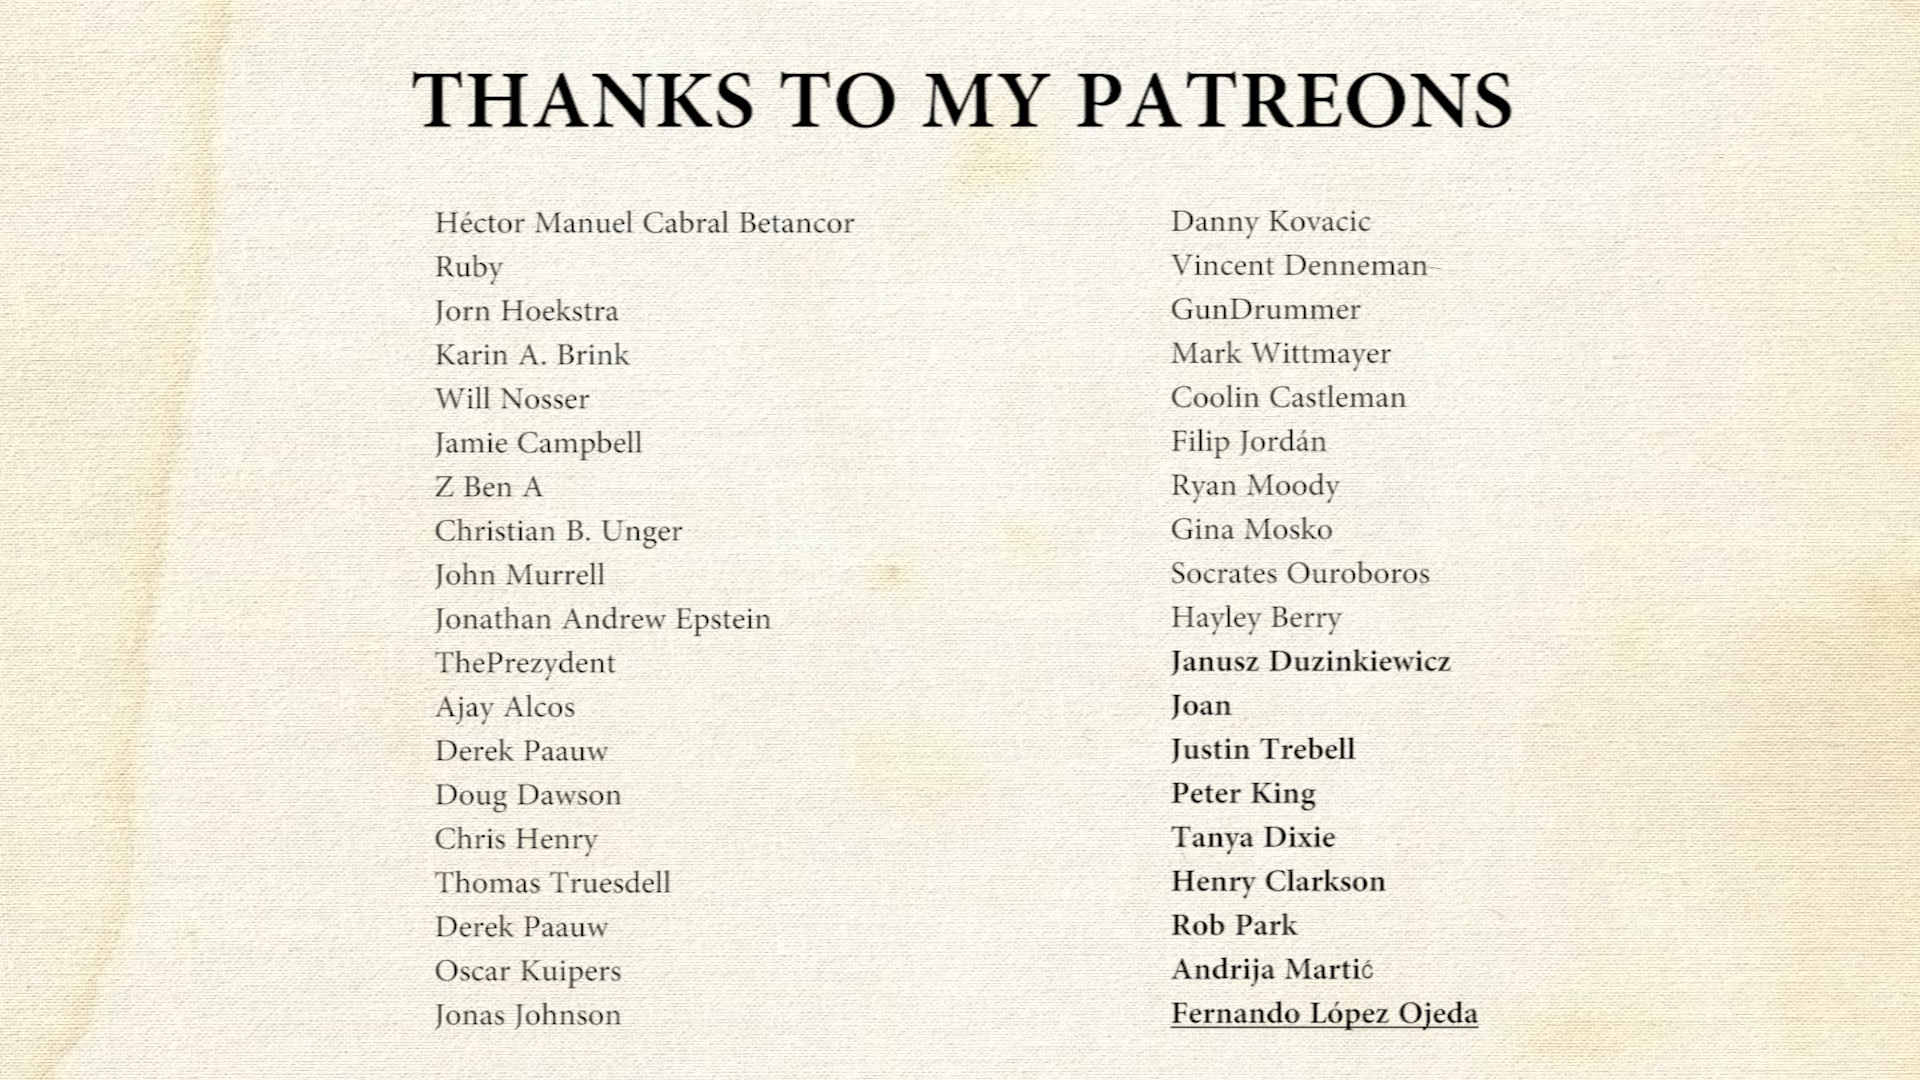 THANKS TO MY PATREONS
Héctor Manuel Cabral Betancor
Ruby
Jorn Hoekstra
Karin A. Brink
Will Nosser
Jamie Campbell
Z Ben A
Christian B. Unger
John Murrell
Jonathan Andrew Epstein
ThePrezydent
Ajay Alcos
Derek Paauw
Doug Dawson
Chris Henry
Thomas Truesdell
Derek Paauw
Oscar Kuipers
Jonas Johnson
Danny Kovacic
Vincent Denneman
GunDrummer
Mark Wittmayer
Coolin Castleman
Filip Jordán
Ryan Moody
Gina Mosko
Socrates Ouroboros
Hayley Berry
Janusz Duzinkiewicz
Joan
Justin Trebell
Peter King
Tanya Dixie
Henry Clarkson
Rob Park
Andrija Martić
Fernando López Ojeda